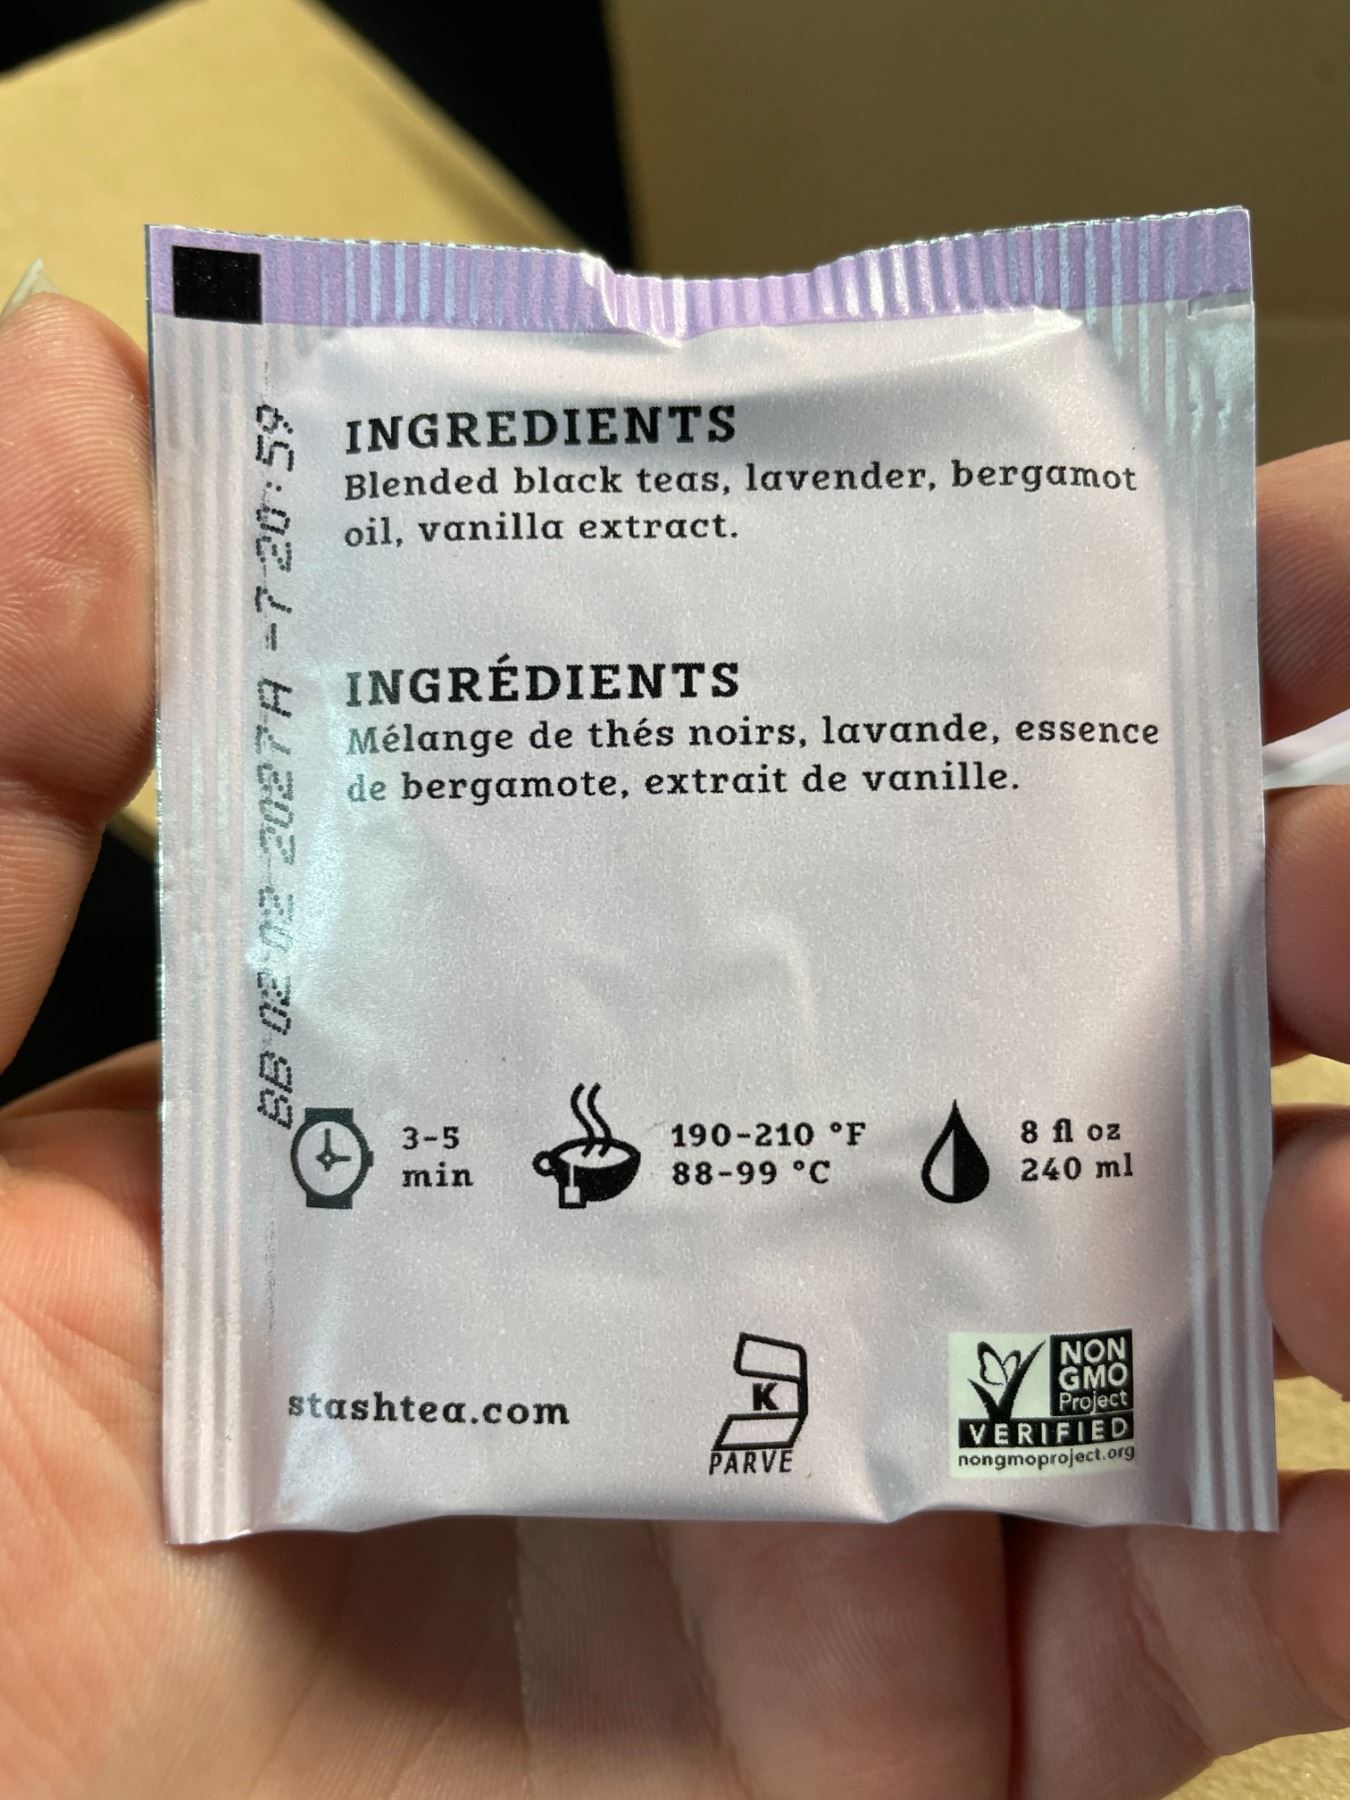 BB 02 03 2027 A -7 20:59
INGREDIENTS
Blended black teas, lavender, bergamot
oil, vanilla extract.
INGRÉDIENTS
Mélange de thés noirs, lavande, essence
de bergamote, extrait de vanille.
3-5
min
190-210 °F
88-99 °C
8 fl oz
240 ml
stashtea.com
K
PARVE
NON
GMO
Project
VERIFIED
nongmoproject.org